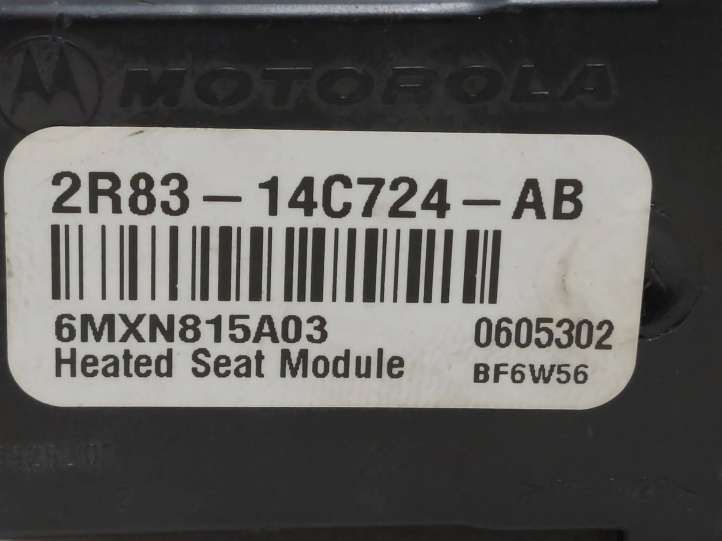 MOTOROLA
2R83-14C724-AB
6MXN815A03 0605302
Heated Seat Module BF6W56